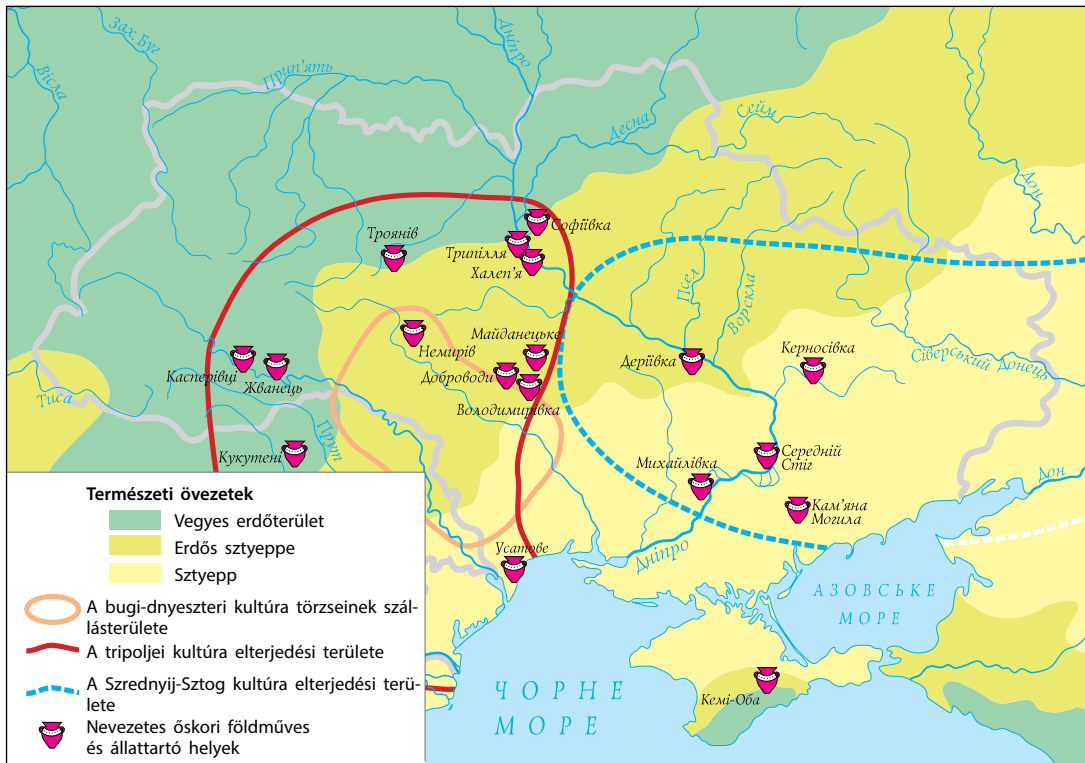 Зах. Буг
Вісла
Прип'ять
Дніпро
Десна
Сейм
Дон
Софіївка
Троянів
Трипілля
Халеп'я
Псел
Ворскла
Майданецьке
Немирів
Доброводи
Володимирівка
Деріївка
Керносівка
Сіверський Донець
Касперівці
Жванець
Тиса
Кукутені
Прут
Середній
Стіг
Михайлівка
Кам'яна
Могила
Дон
Усатове
Дніпро
АЗОВСЬКЕ
МОРЕ
ЧОРНЕ
МОРЕ
Кемі-Оба
Természeti övezetek
Vegyes erdőterület
Erdős sztyeppe
Sztyepp
A bugi-dnyeszteri kultúra törzseinek szál-
lásterülete
A tripoljei kultúra elterjedési területe
A Szrednyij-Sztog kultúra elterjedési terü-
lete
Nevezetes őskori földműves
és állattartó helyek